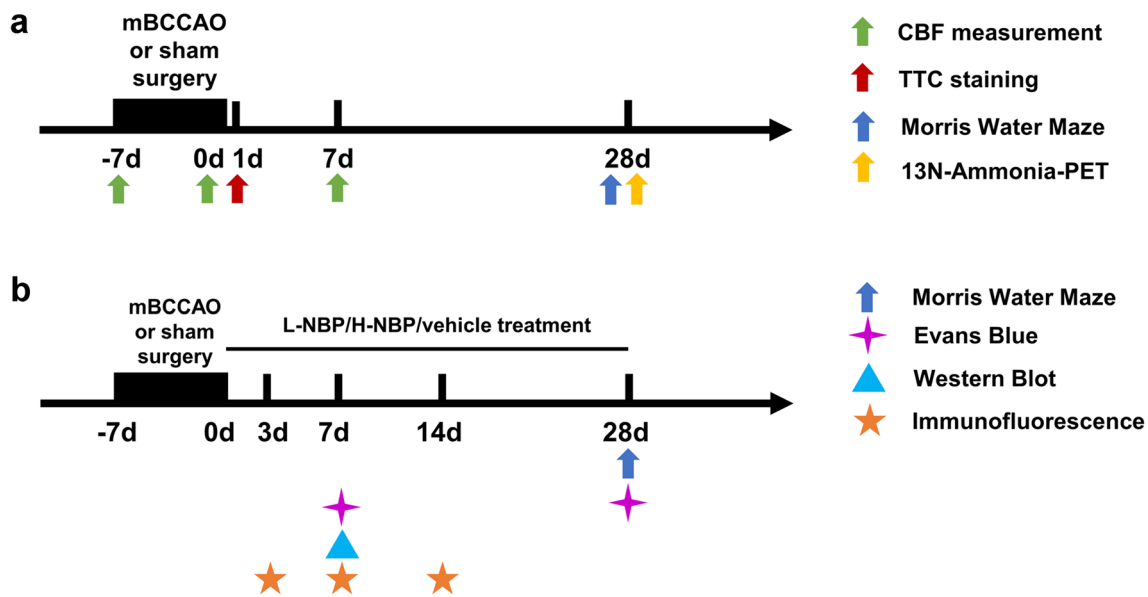 a
mBCCAO
or sham
surgery
-7d 0d 1d 7d 28d
CBF measurement
TTC staining
Morris Water Maze
13N-Ammonia-PET
b
mBCCAO
or sham
surgery
L-NBP/H-NBP/vehicle treatment
-7d 0d 3d 7d 14d 28d
Morris Water Maze
Evans Blue
Western Blot
Immunofluorescence